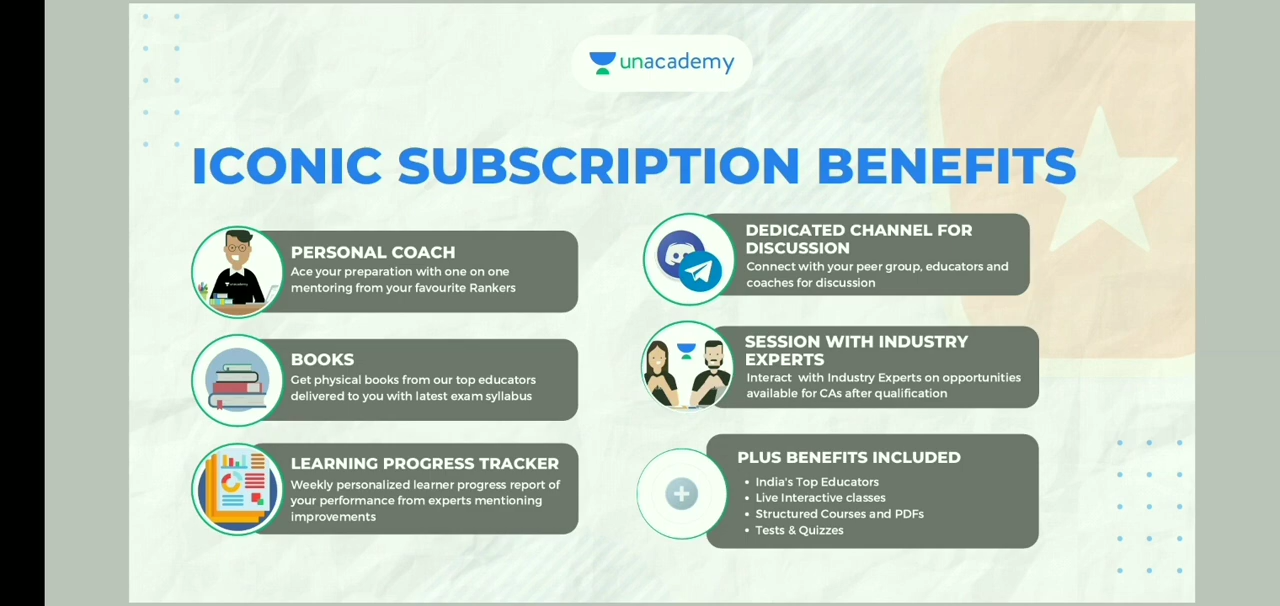 unacademy
ICONIC SUBSCRIPTION BENEFITS
PERSONAL COACH
Ace your preparation with one on one
mentoring from your favourite Rankers
BOOKS
Get physical books from our top educators
delivered to you with latest exam syllabus
LEARNING PROGRESS TRACKER
Weekly personalized learner progress report of
your performance from experts mentioning
improvements
DEDICATED CHANNEL FOR
DISCUSSION
Connect with your peer group, educators and
coaches for discussion
SESSION WITH INDUSTRY
EXPERTS
Interact with Industry Experts on opportunities
available for CAs after qualification
PLUS BENEFITS INCLUDED
• India's Top Educators
• Live Interactive classes
• Structured Courses and PDFs
• Tests & Quizzes